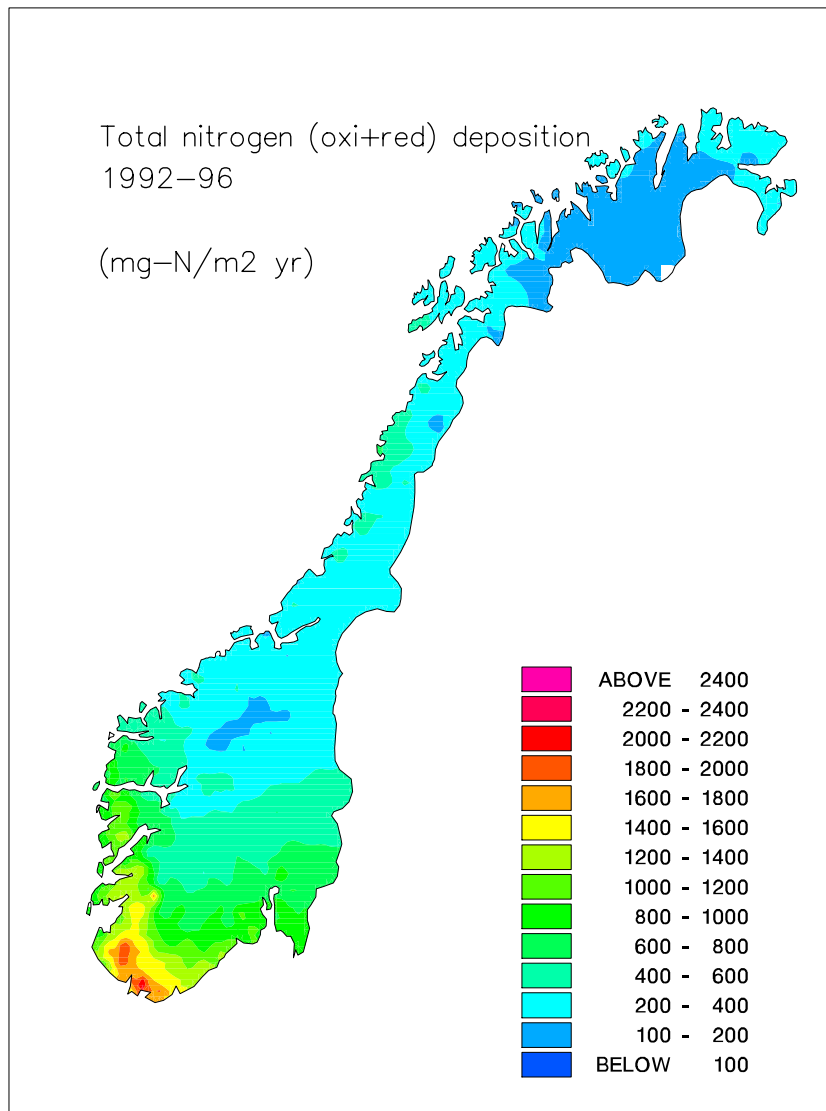 Total nitrogen (oxi+red) deposition
1992-96
(mg-N/m2 yr)
ABOVE 2400
2200 - 2400
2000 - 2200
1800 - 2000
1600 - 1800
1400 - 1600
1200 - 1400
1000 - 1200
800 - 1000
600 - 800
400 - 600
200 - 400
100 - 200
BELOW 100